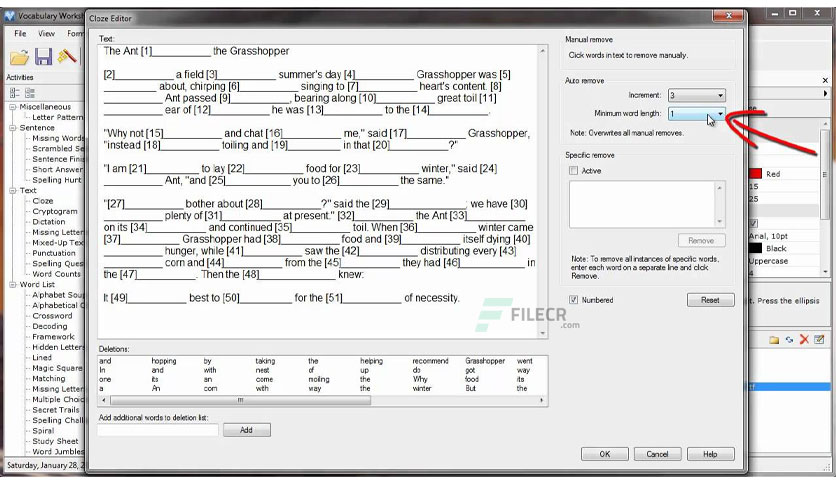 Vocabulary Worksh
File View Form
Activities
Miscellaneous
Letter Pattern
Sentence
Missing Words
Scrambled Se
Sentence Finis
Short Answer
Spelling Hunt
Text
Cloze
Cryptogram
Dictation
Missing Letter
Mixed-Up Text
Punctuation
Spelling Ques
Word Counts
Word List
Alphabet Soup
Alphabetical O
Crossword
Decoding
Framework
Hidden Letter
Lined
Magic Square
Matching
Missing Letter
Multiple Choic
Secret Trails
Spelling Chall
Spiral
Study Sheet
Word Jumbles
Saturday, January 28, 2
Cloze Editor
Text:
The Ant [1]__________ the Grasshopper
[2]__________ a field [3]__________ summer's day [4]__________ Grasshopper was [5]
__________ about, chirping [6]__________ singing to [7]__________ heart's content. [8]
__________ Ant passed [9]__________, bearing along [10]__________ great toil [11]
__________ ear of [12]__________ he was [13]__________ to the [14]__________.
"Why not [15]__________ and chat [16]__________ me," said [17]__________ Grasshopper,
"instead [18]__________ toiling and [19]__________ in that [20]__________?"
"I am [21]__________ to lay [22]__________ food for [23]__________ winter," said [24]
__________ Ant, "and [25]__________ you to [26]__________ the same."
"[27]__________ bother about [28]__________?" said the [29]__________; we have [30]
__________ plenty of [31]__________ at present." [32]__________ the Ant [33]__________
on its [34]__________ and continued [35]__________ toil. When [36]__________ winter came
[37]__________ Grasshopper had [38]__________ food and [39]__________ itself dying [40]
__________ hunger, while [41]__________ saw the [42]__________ distributing every [43]
__________ corn and [44]__________ from the [45]__________ they had [46]__________ in
the [47]__________. Then the [48]__________ knew:
It [49]__________ best to [50]__________ for the [51]__________ of necessity.
FILECR
.com
Deletions:
and hopping by taking the helping recommend Grasshopper went
In and with nest of up do got way
one its an come moiling the Why food its
a An corn with way the winter But the
Add additional words to deletion list:
Add
Manual remove
Click words in text to remove manually.
Auto remove
Increment: 3
Minimum word length: 1
Note: Overwrites all manual removes.
Specific remove
Active
Remove
Note: To remove all instances of specific words,
enter each word on a separate line and click
Remove.
Numbered
Reset
OK Cancel Help
Red
15
25
Arial, 10pt
Black
Uppercase
4
t. Press the ellipsis